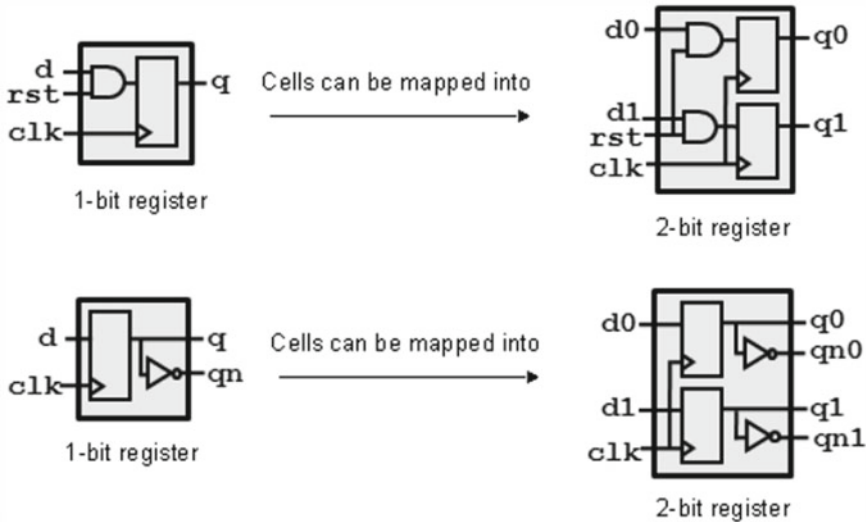 d
rst
clk
q
1-bit register
Cells can be mapped into
d0
d1
rst
clk
q0
q1
2-bit register
d
clk
q
qn
1-bit register
Cells can be mapped into
d0
d1
clk
q0
qn0
q1
qn1
2-bit register